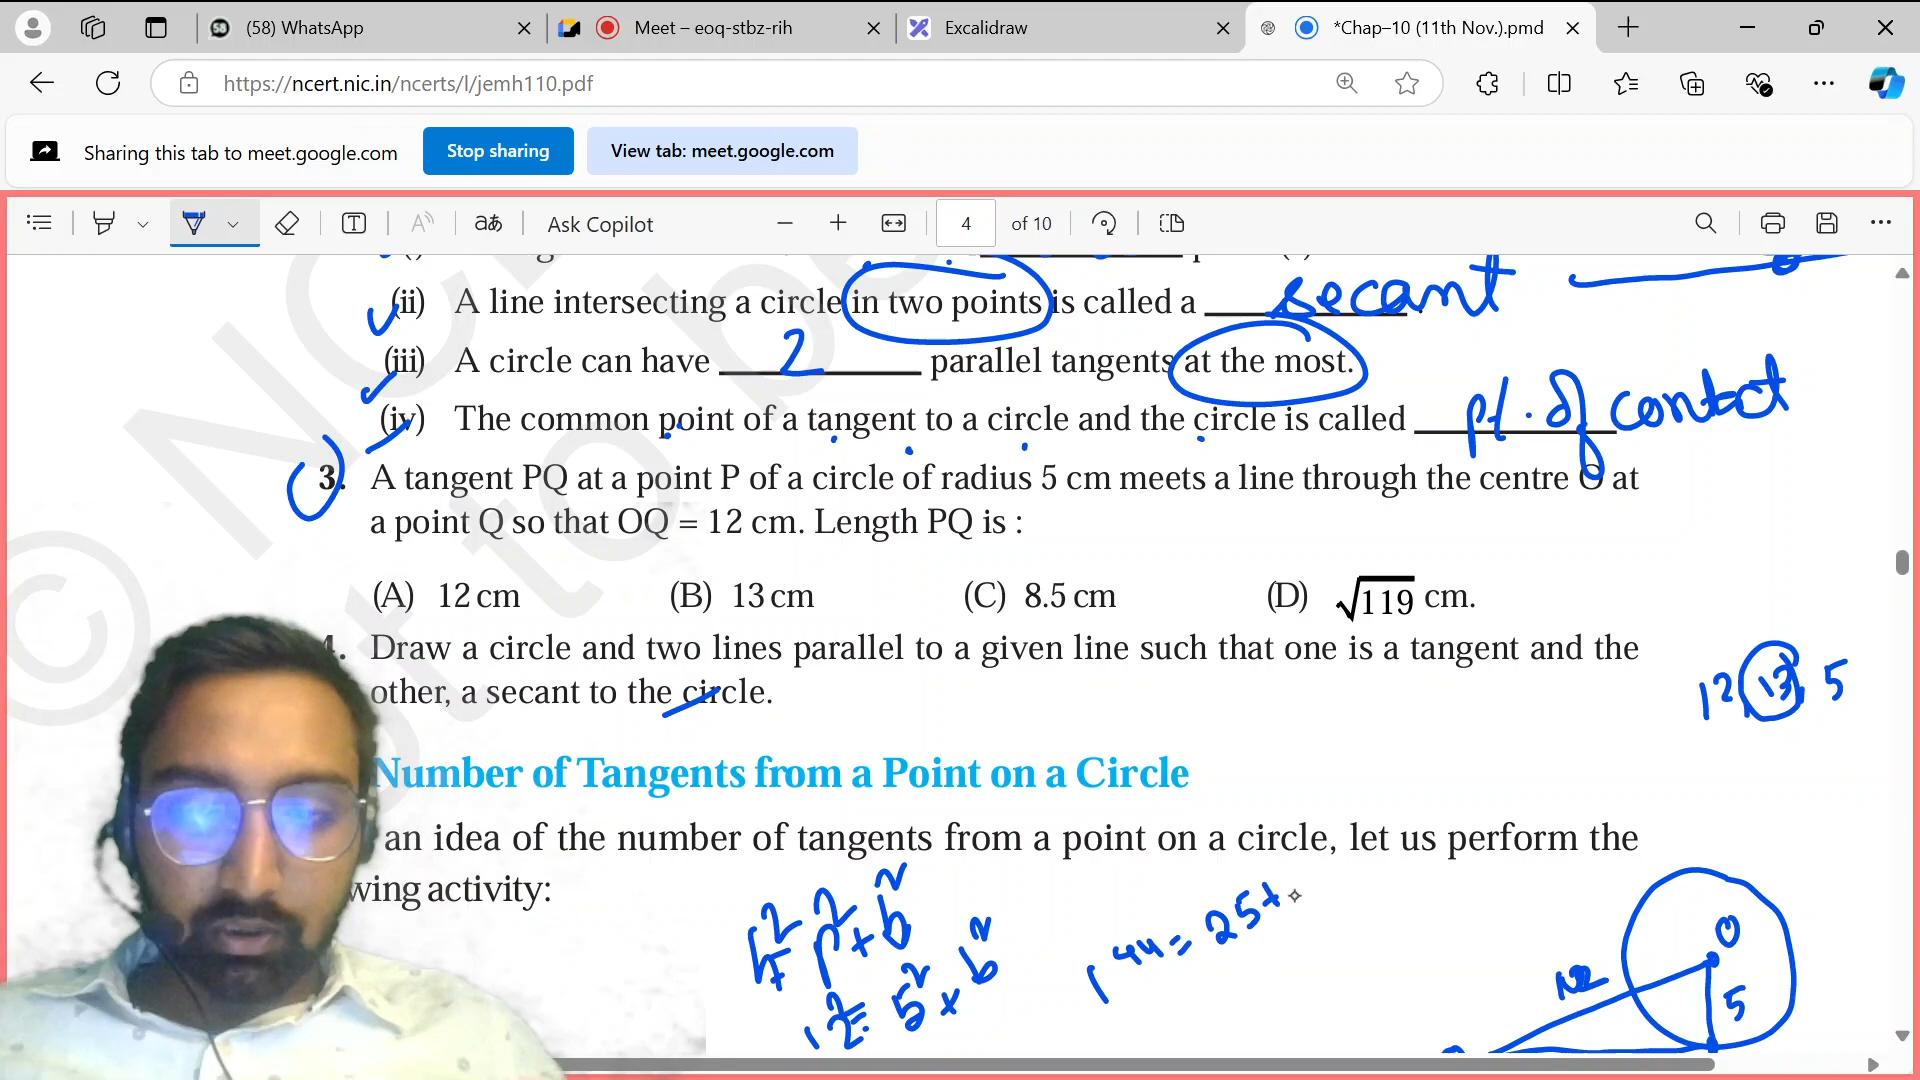 (58) WhatsApp
Meet – eoq-stbz-rih
Excalidraw
*Chap–10 (11th Nov.).pmd
https://ncert.nic.in/ncerts/l/jemh110.pdf
Sharing this tab to meet.google.com
Stop sharing
View tab: meet.google.com
Ask Copilot
4 of 10
(ii) A line intersecting a circle in two points is called a secant.
(iii) A circle can have 2 parallel tangents at the most.
(iv) The common point of a tangent to a circle and the circle is called pt. of contact
3. A tangent PQ at a point P of a circle of radius 5 cm meets a line through the centre O at
a point Q so that OQ = 12 cm. Length PQ is :
(A) 12 cm (B) 13 cm (C) 8.5 cm (D) √119 cm.
4. Draw a circle and two lines parallel to a given line such that one is a tangent and the
other, a secant to the circle.
12, 13, 5
Number of Tangents from a Point on a Circle
an idea of the number of tangents from a point on a circle, let us perform the
wing activity:
h² = p² + b²
12² = 5² + b²
144 = 25 +
O
12
5